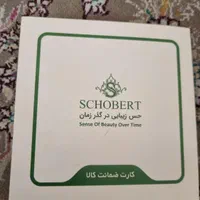 SCHOBERT
حس زیبایی در گذر زمان
Sense Of Beauty Over Time
کارت ضمانت کالا